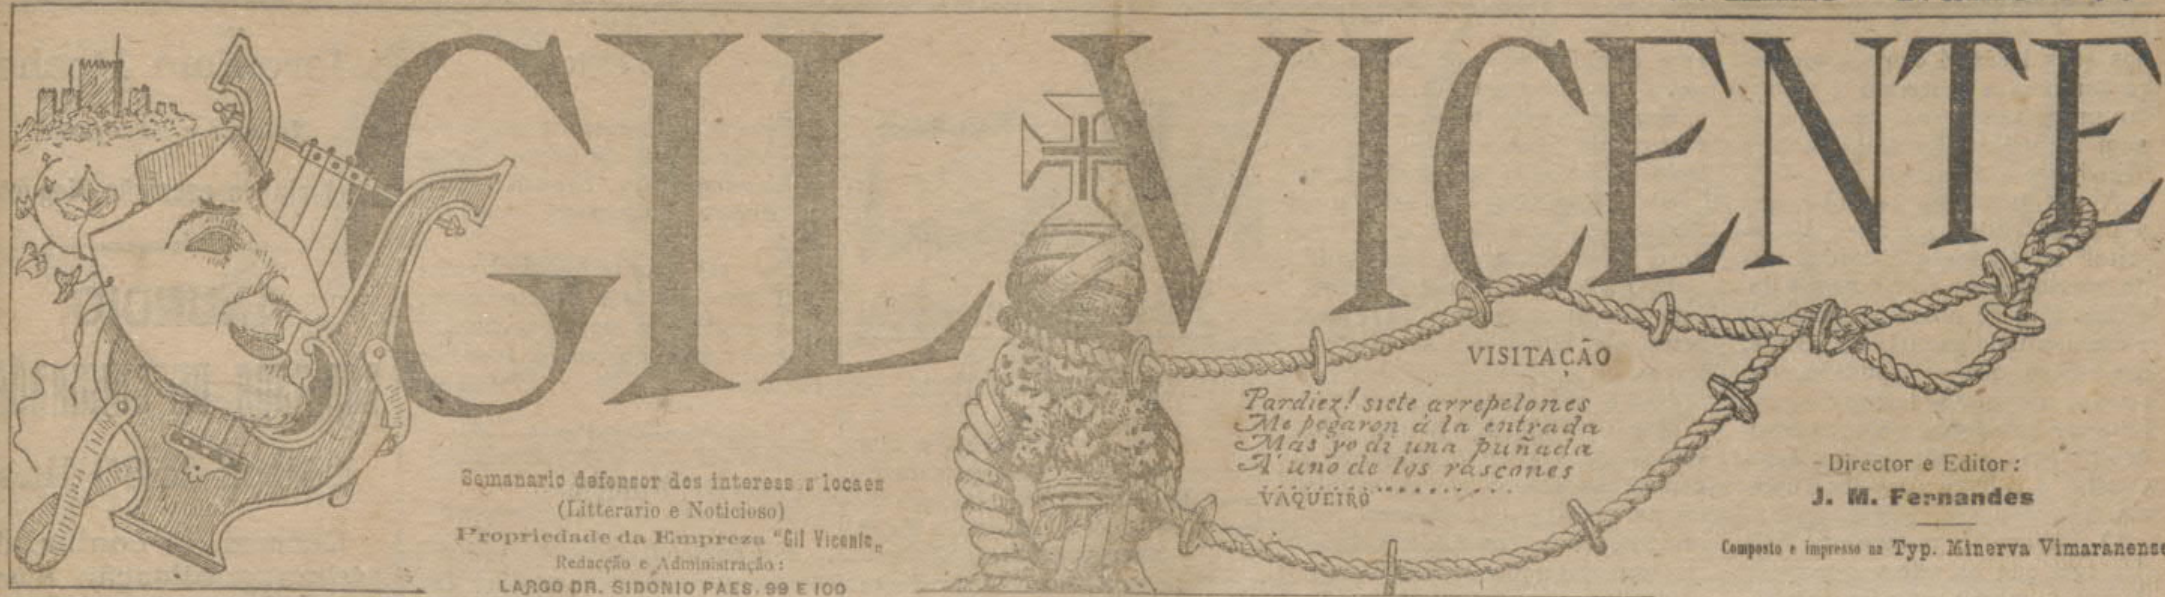 GIL VICENTE
VISITAÇÃO
Pardiez! siete arrepelones
Me pegaron á la entrada
Mas yo di una puñada
A' uno de los rascones
VAQUEIRO
Semanario defensor dos interess s locaes
(Litterario e Noticioso)
Propriedade da Empreza "Gil Vicente"
Redacção e Administração:
LARGO DR. SIDONIO PAES, 99 E 100
Director e Editor:
J. M. Fernandes
Composto e impresso na Typ. Minerva Vimaranense